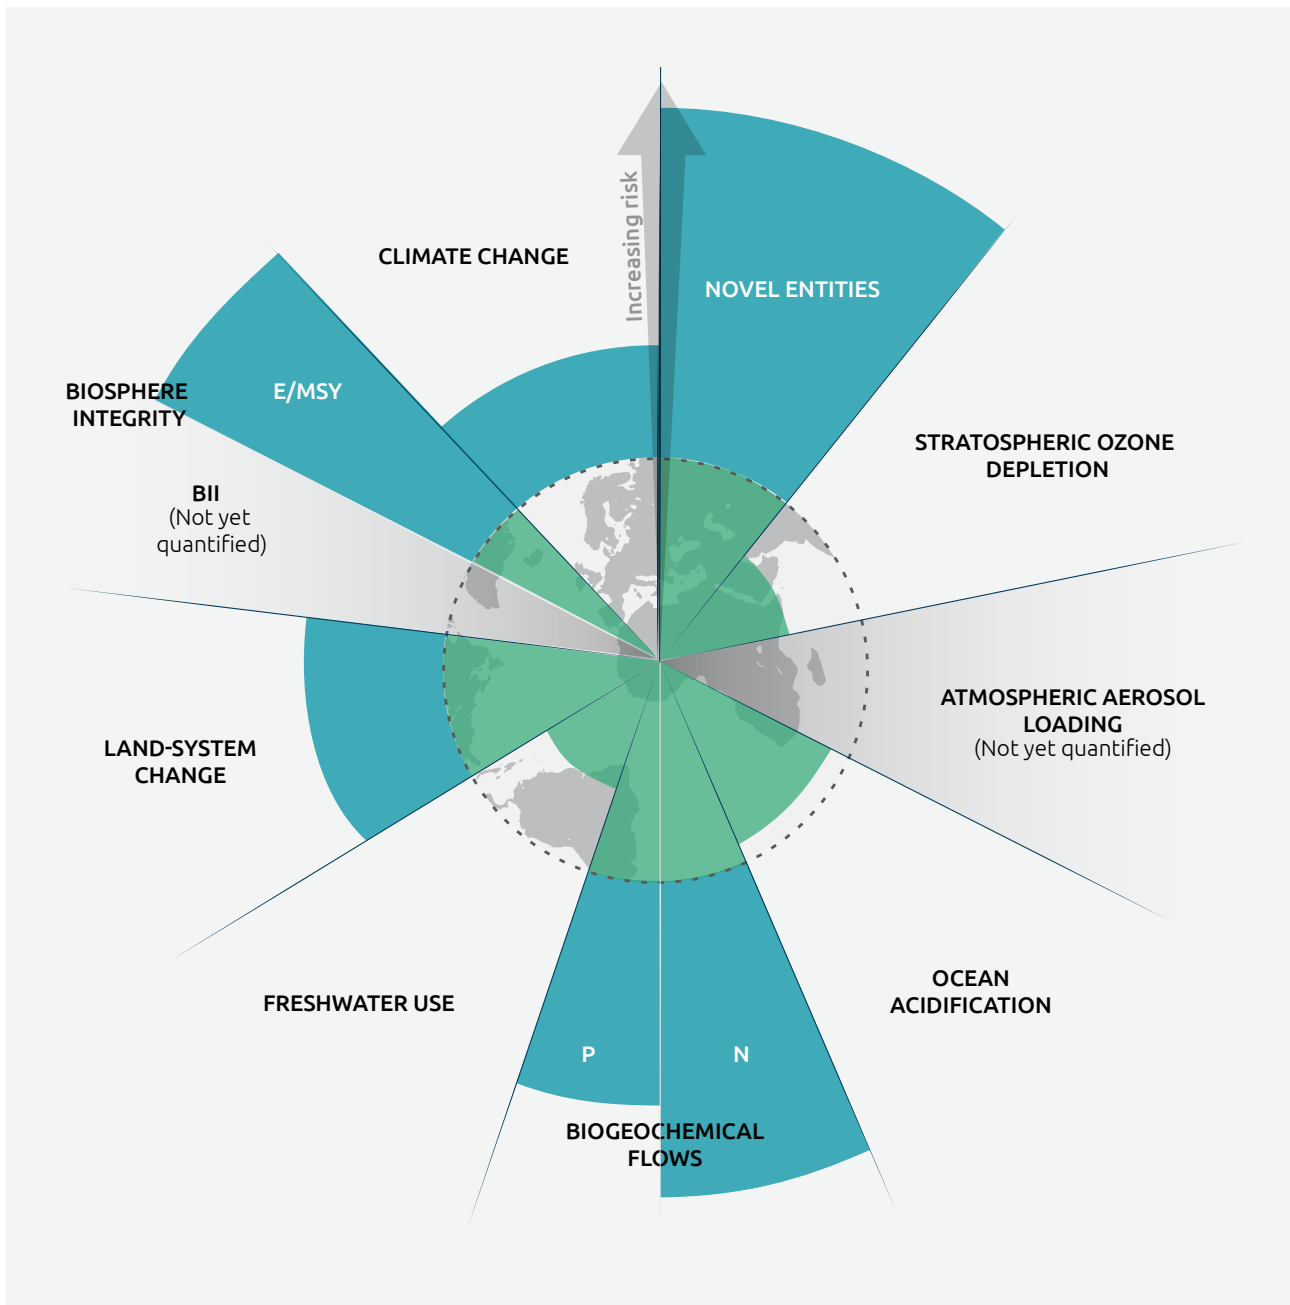 Increasing risk
CLIMATE CHANGE
NOVEL ENTITIES
BIOSPHERE
INTEGRITY
E/MSY
STRATOSPHERIC OZONE
DEPLETION
BII
(Not yet
quantified)
ATMOSPHERIC AEROSOL
LOADING
(Not yet quantified)
LAND-SYSTEM
CHANGE
OCEAN
ACIDIFICATION
FRESHWATER USE
P
N
BIOGEOCHEMICAL
FLOWS